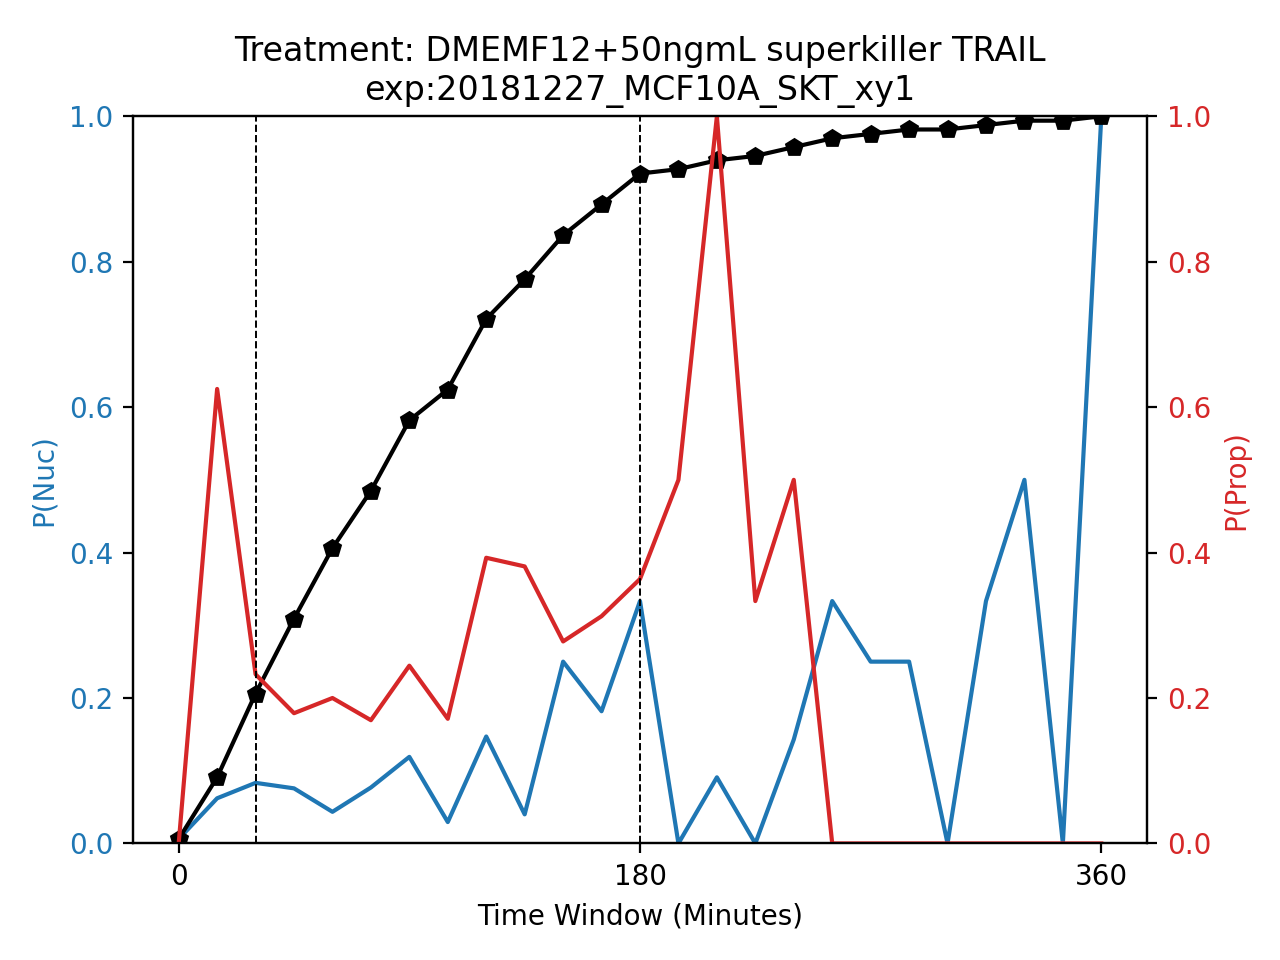 Treatment: DMEMF12+50ngmL superkiller TRAIL
exp:20181227_MCF10A_SKT_xy1
1.0
0.8
0.6
0.4
0.2
0.0
P(Nuc)
1.0
0.8
0.6
0.4
0.2
0.0
P(Prop)
0 180 360
Time Window (Minutes)